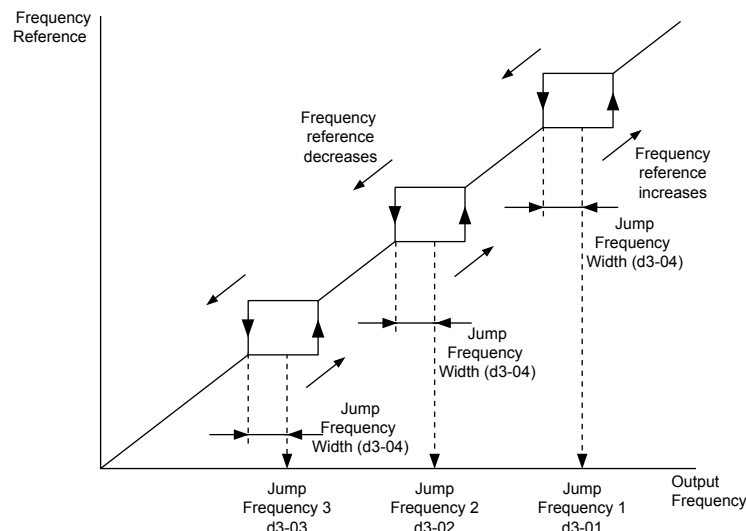 Frequency
Reference
Frequency
reference
decreases
Frequency
reference
increases
Jump
Frequency
Width (d3-04)
Jump
Frequency
Width (d3-04)
Jump
Frequency
Width (d3-04)
Jump
Frequency 3
d3-03
Jump
Frequency 2
d3-02
Jump
Frequency 1
d3-01
Output
Frequency